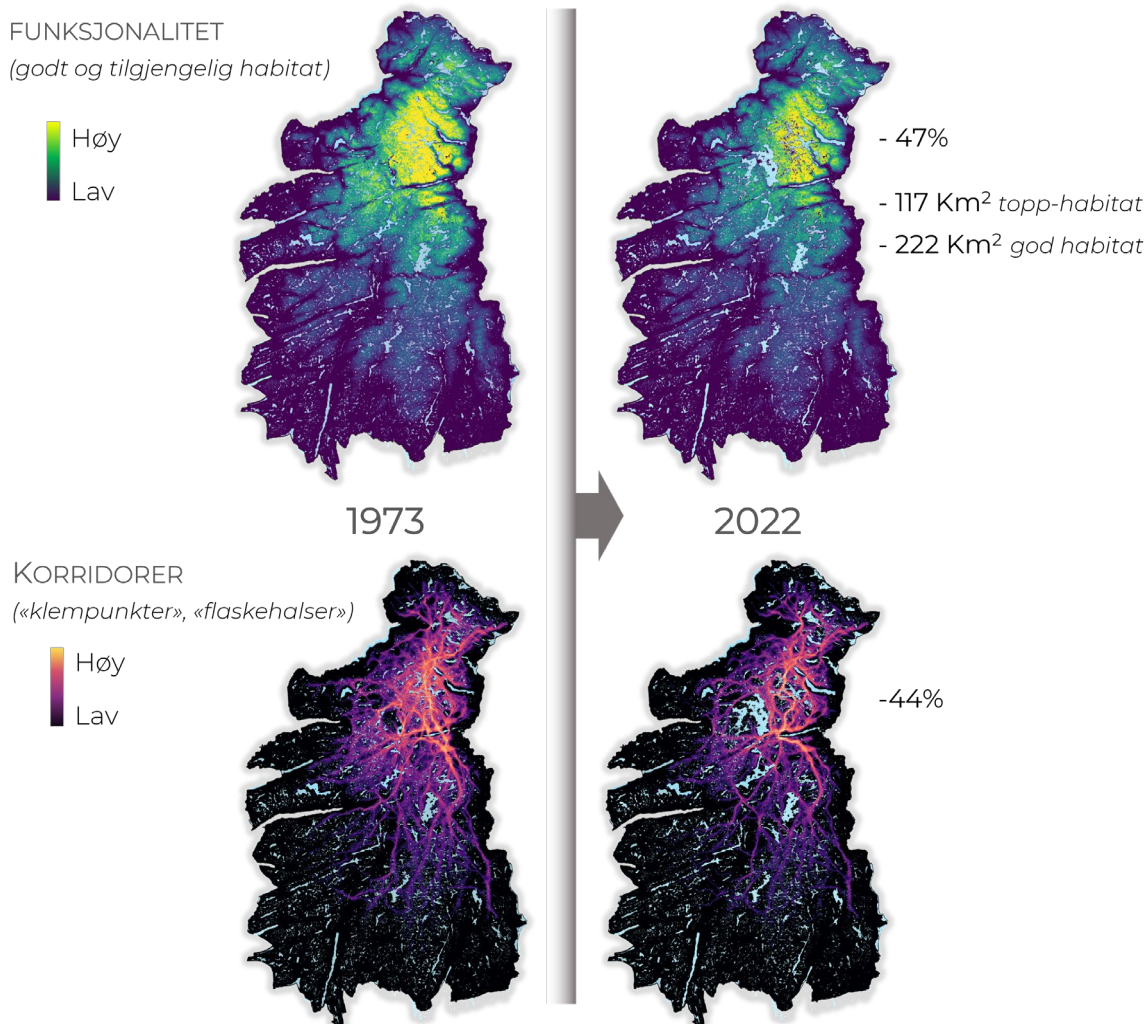 FUNKSJONALITET
(godt og tilgjengelig habitat)
Høy
Lav
- 47%
- 117 Km² topp-habitat
- 222 Km² god habitat
1973
2022
KORRIDORER
(«klempunkter», «flaskehalser»)
Høy
Lav
-44%